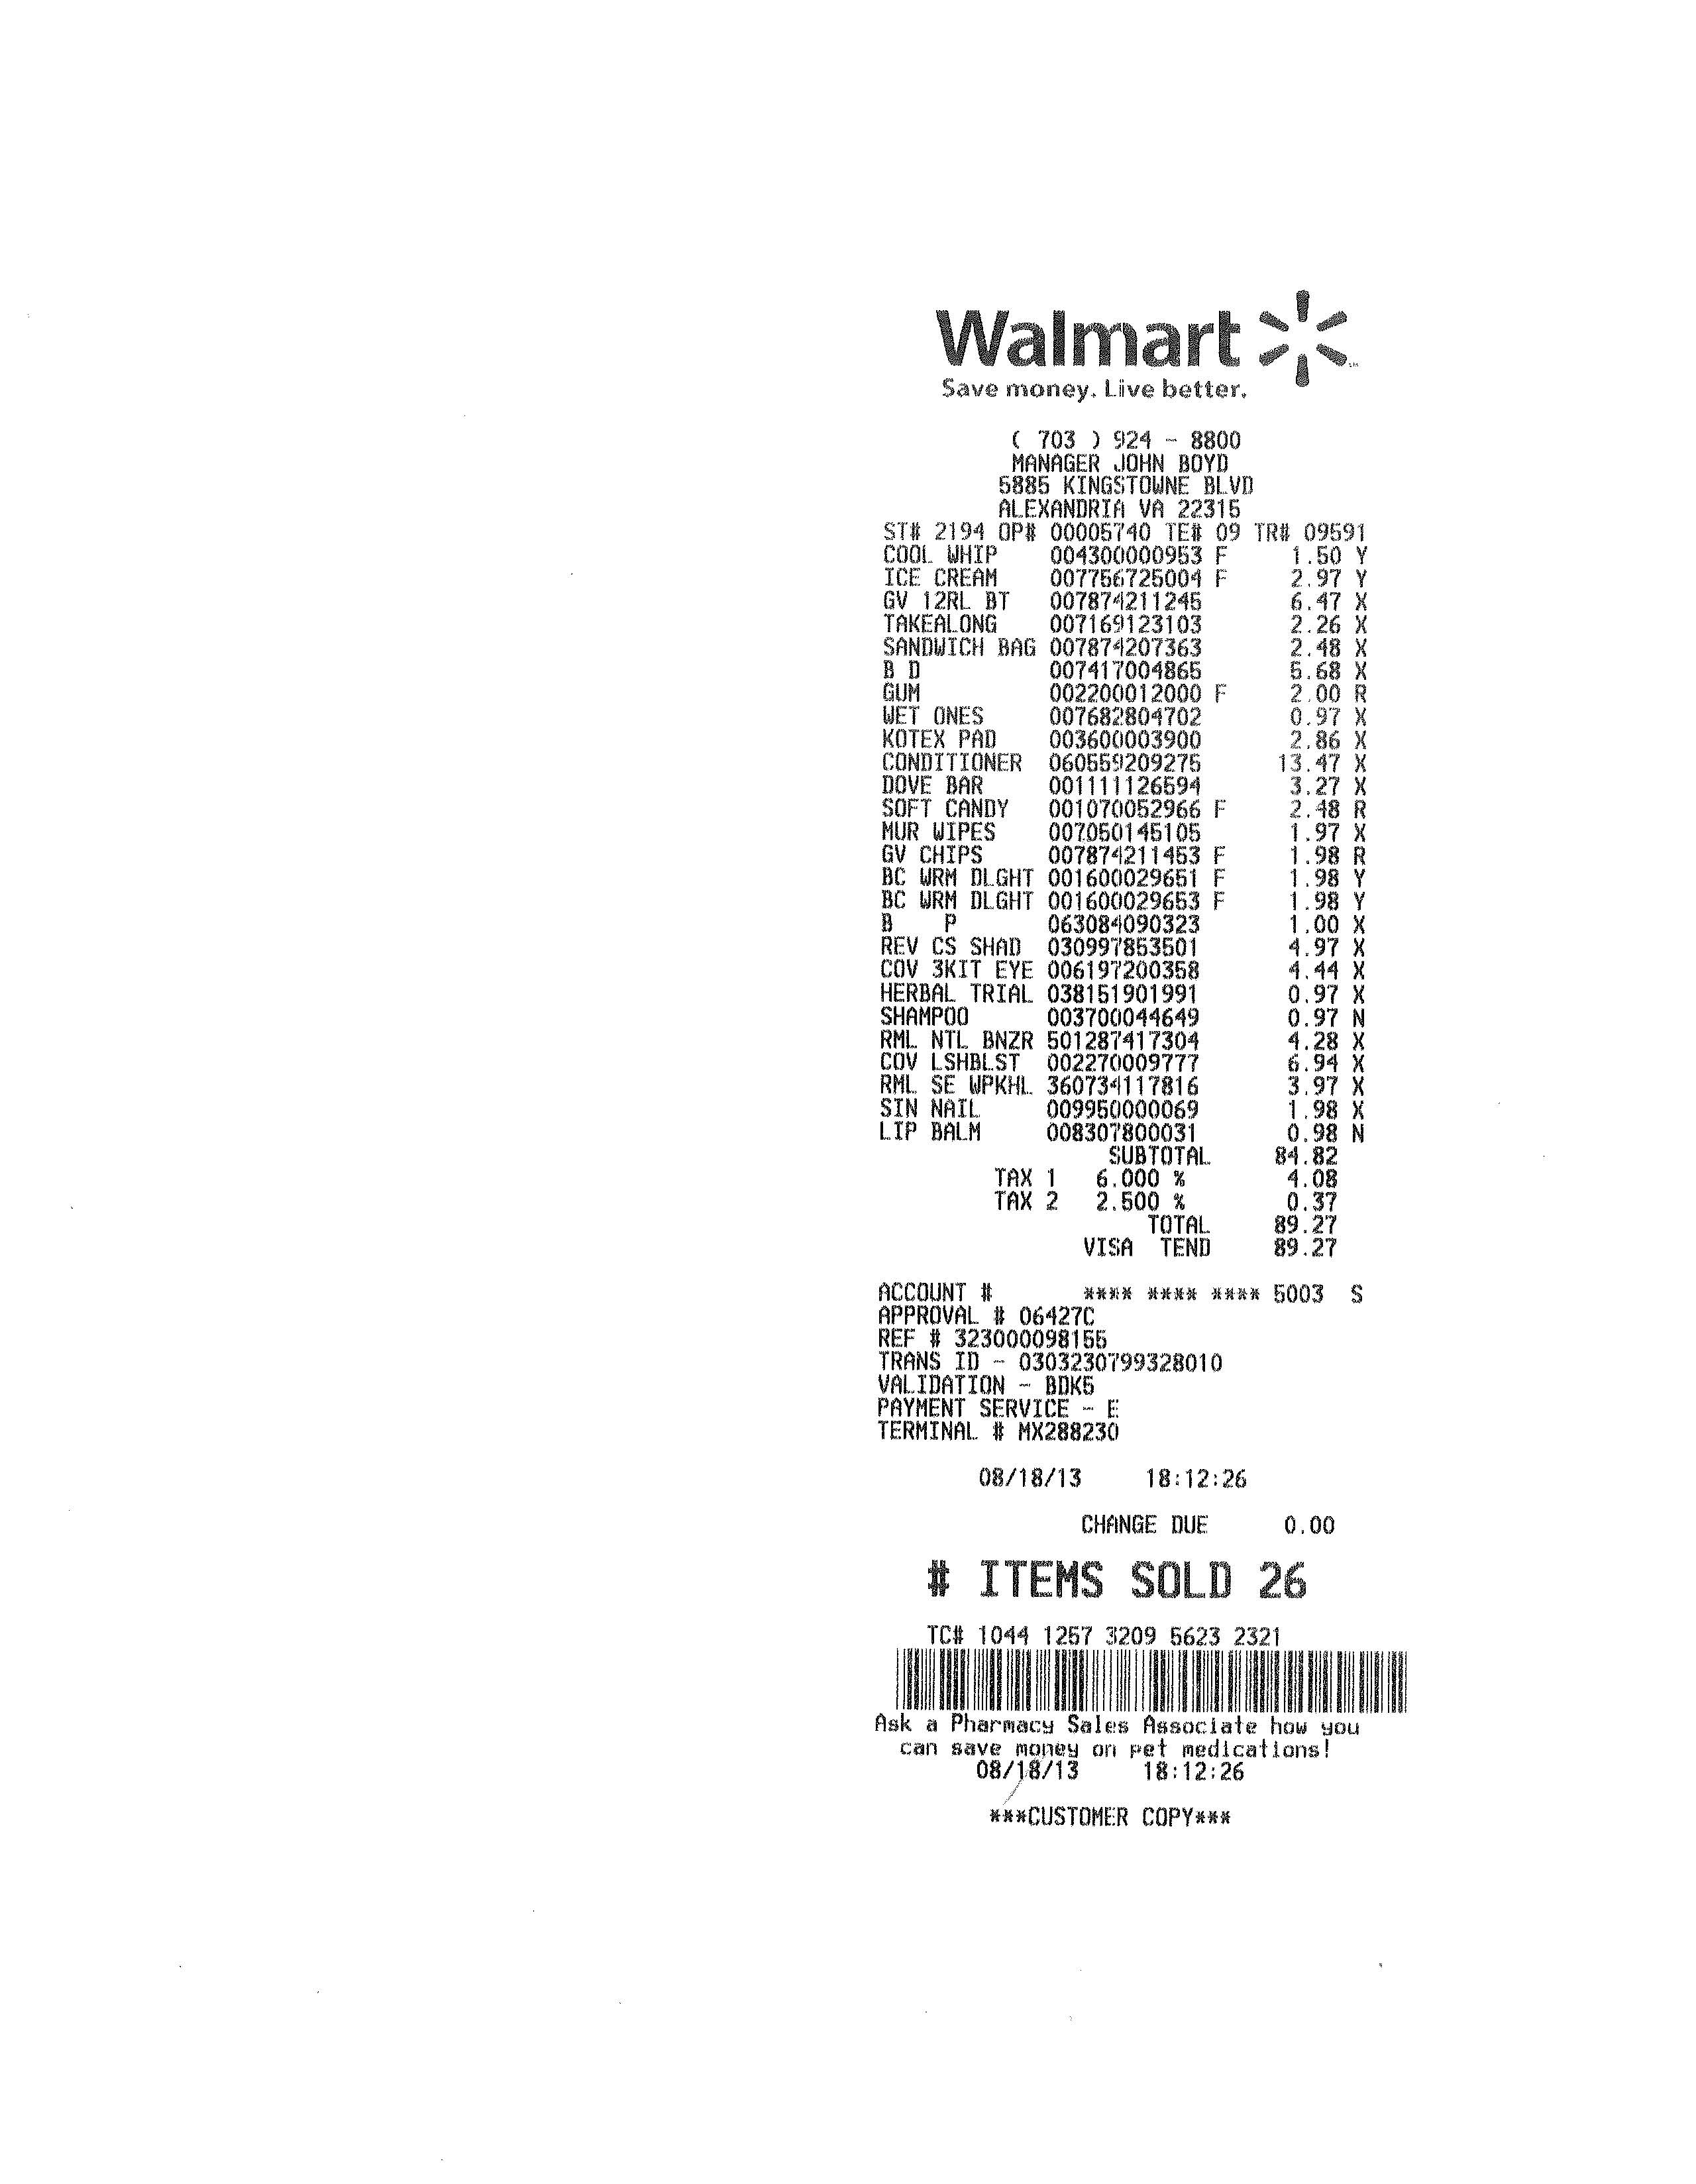 Walmart
Save money. Live better.
( 703 ) 924 - 8800
MANAGER JOHN BOYD
5885 KINGSTOWNE BLVD
ALEXANDRIA VA 22315
ST# 2194 OP# 00005740 TE# 09 TR# 09591
COOL WHIP 004300000953 F 1.50 Y
ICE CREAM 007756725004 F 2.97 Y
GV 12RL BT 007874211245 6.47 X
TAKEALONG 007169123103 2.26 X
SANDWICH BAG 007874207363 2.48 X
B D 007417004865 5.68 X
GUM 002200012000 F 2.00 R
WET ONES 007682804702 0.97 X
KOTEX PAD 003600003900 2.86 X
CONDITIONER 060559209275 13.47 X
DOVE BAR 001111126594 3.27 X
SOFT CANDY 001070052966 F 2.48 R
MUR WIPES 007050145105 1.97 X
GV CHIPS 007874211453 F 1.98 R
BC WRM DLGHT 001600029651 F 1.98 Y
BC WRM DLGHT 001600029653 F 1.98 Y
B P 063084090323 1.00 X
REV CS SHAD 030997853501 4.97 X
COV 3KIT EYE 006197200358 4.44 X
HERBAL TRIAL 038151901991 0.97 X
SHAMPOO 003700044649 0.97 N
RML NTL BNZR 501287417304 4.28 X
COV LSHBLST 002270009777 6.94 X
RML SE WPKHL 360734117816 3.97 X
SIN NAIL 009950000069 1.98 X
LIP BALM 008307800031 0.98 N
SUBTOTAL 84.82
TAX 1 6.000 % 4.08
TAX 2 2.500 % 0.37
TOTAL 89.27
VISA TEND 89.27
ACCOUNT # **** **** **** 5003 S
APPROVAL # 06427C
REF # 323000098155
TRANS ID - 0303230799328010
VALIDATION - BDK5
PAYMENT SERVICE - E
TERMINAL # MX288230
08/18/13 18:12:26
CHANGE DUE 0.00
# ITEMS SOLD 26
TC# 1044 1257 3209 5623 2321
Ask a Pharmacy Sales Associate how you
can save money on pet medications!
08/18/13 18:12:26
***CUSTOMER COPY***